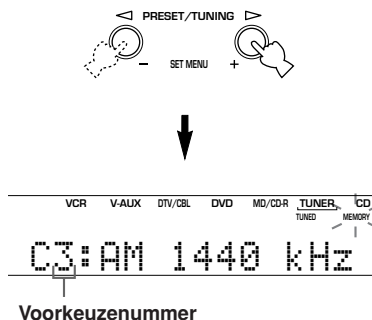 ◁ PRESET/TUNING ▷
– SET MENU +
VCR V-AUX DTV/CBL DVD MD/CD-R TUNER CD
TUNED MEMORY
C3:AM 1440 kHz
Voorkeuzenummer